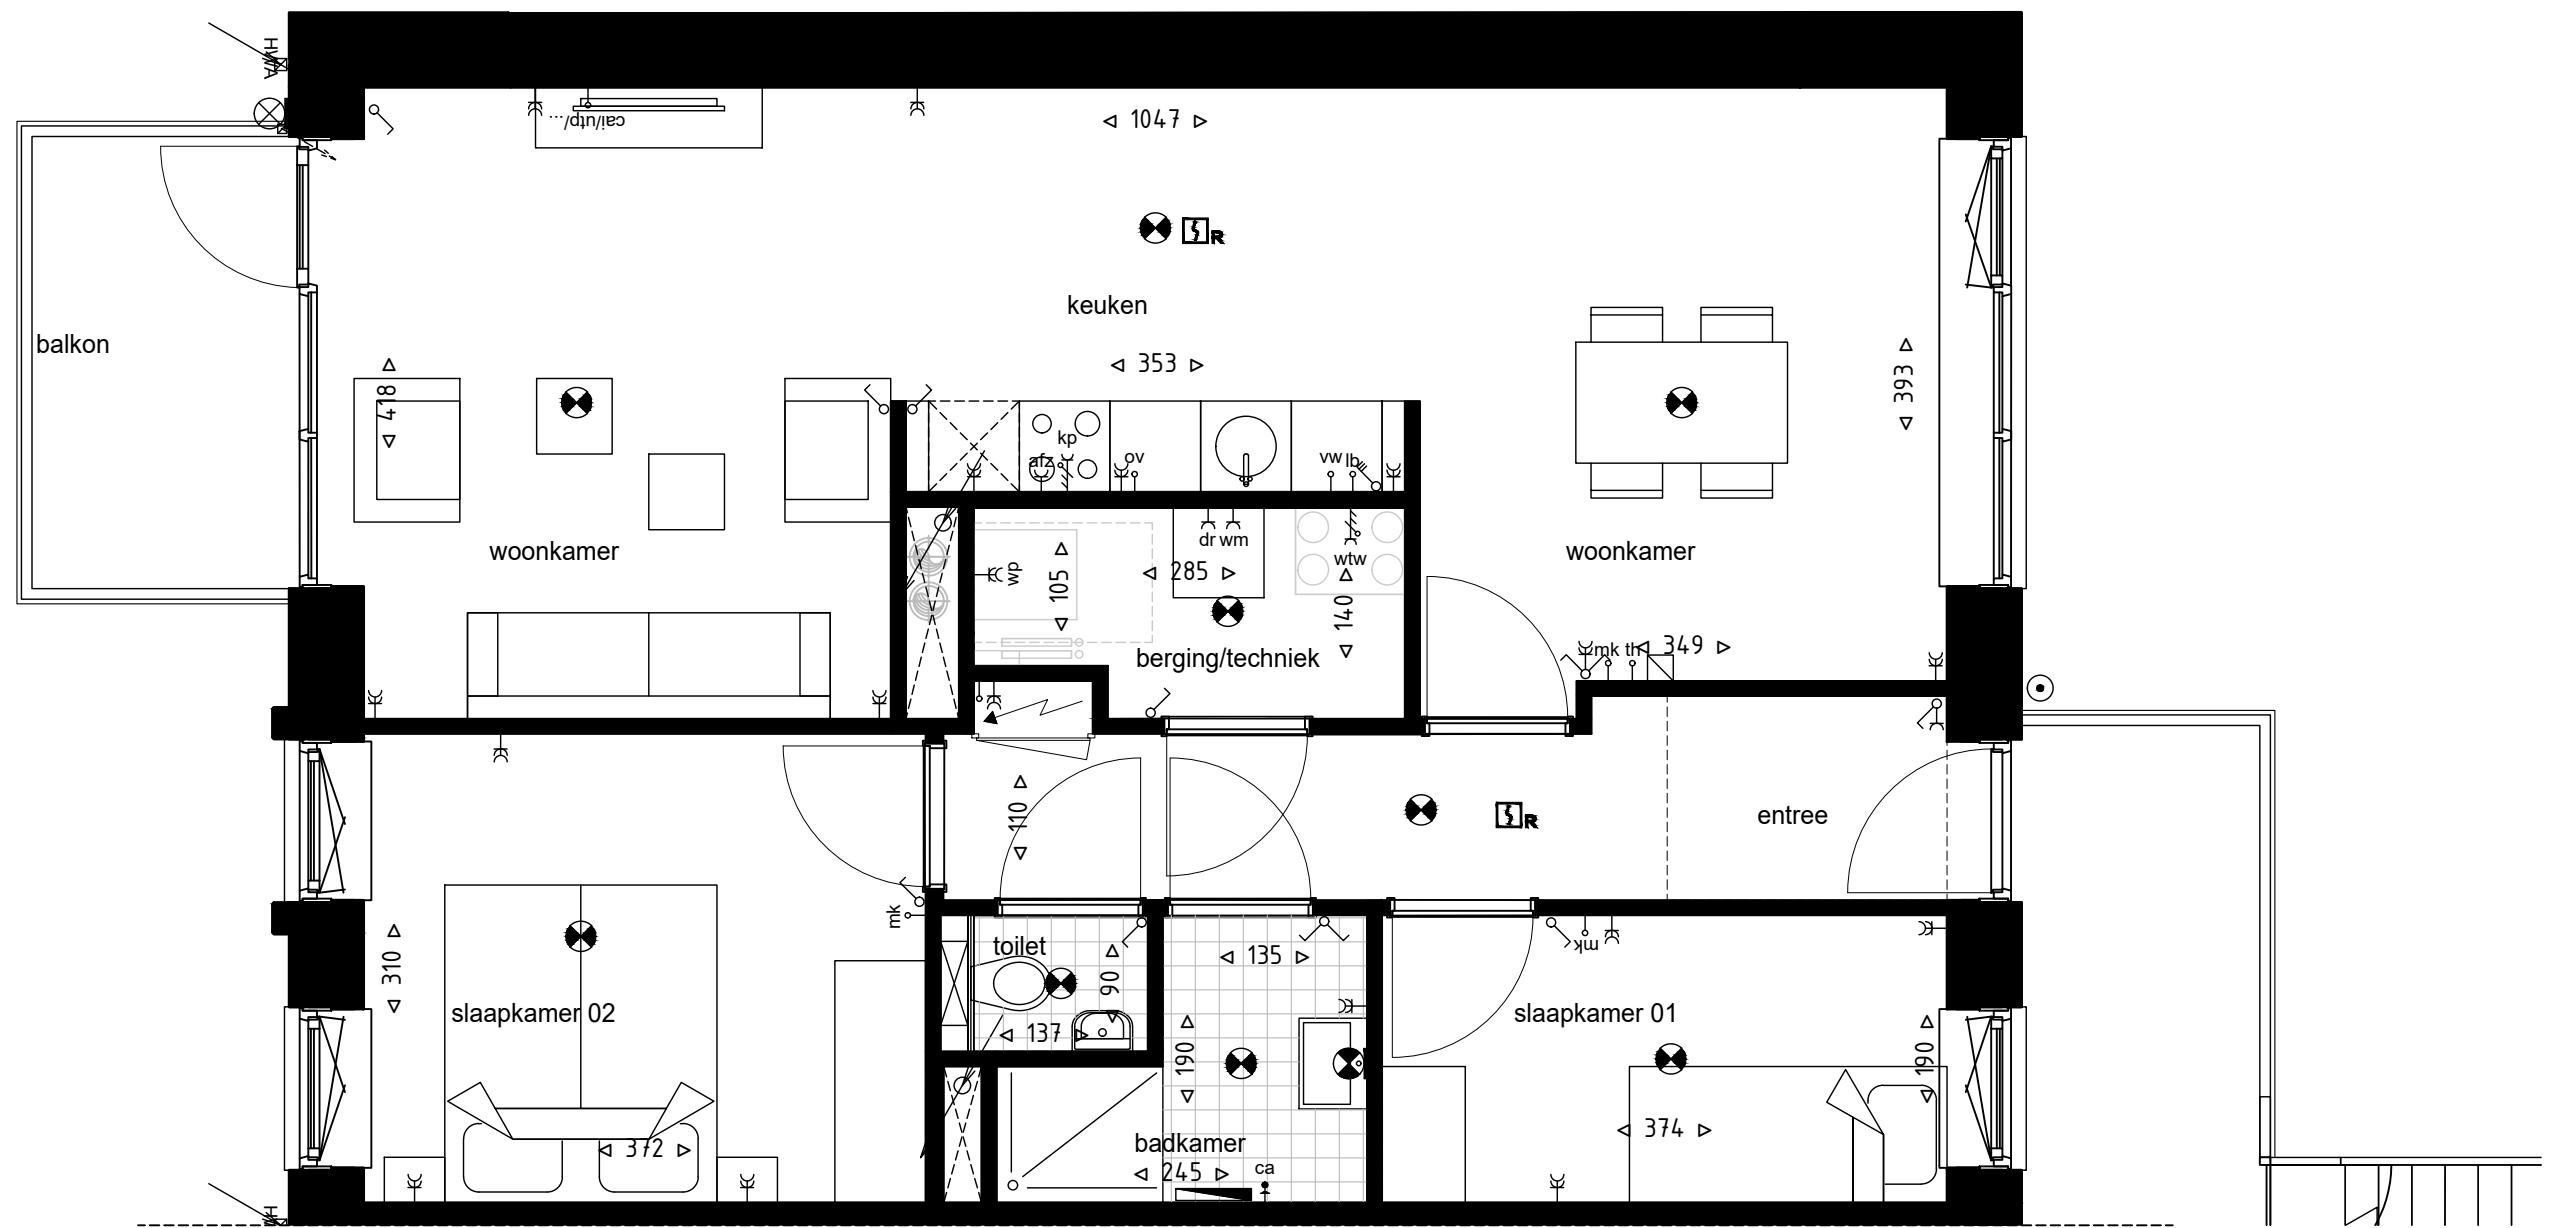 HWA
cai/utp/...
1047
R
keuken
balkon
353
418
393
kp
afz
ov
vw
lb
woonkamer
woonkamer
dr wm
wtw
wp
105
285
140
berging/techniek
mk th
349
110
R
entree
mk
toilet
90
137
135
mk
310
slaapkamer 02
slaapkamer 01
190
190
372
badkamer
245
ca
374